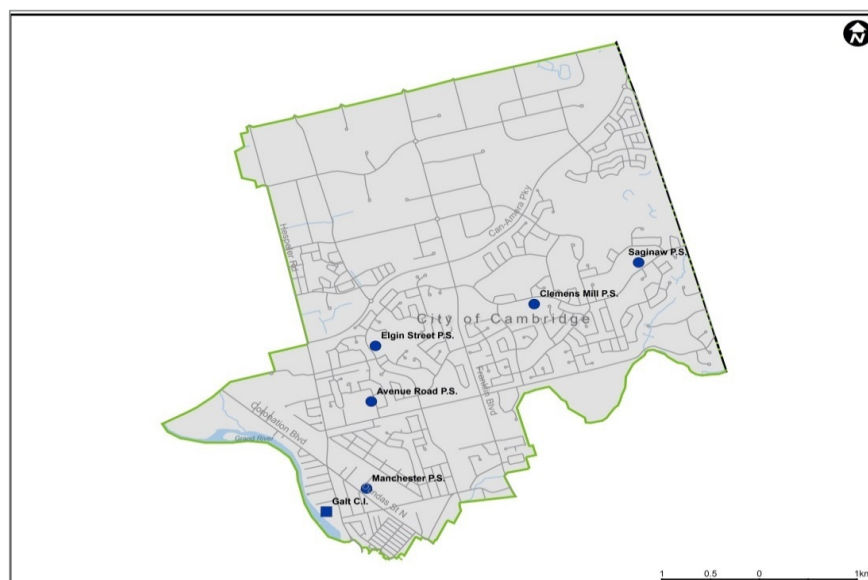 N
Can-Amera Pky
Hespeler Rd
Saginaw P.S.
Clemens Mill P.S.
City of Cambridge
Elgin Street P.S.
Franklin Blvd
Avenue Road P.S.
Coronation Blvd
Grand River
Manchester P.S.
Dundas St N
Galt C.I.
1 0.5 0 1km